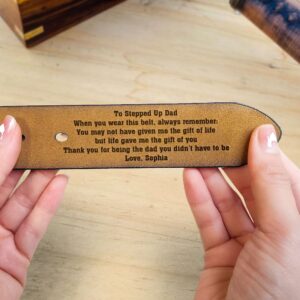 To Stepped Up Dad
When you wear this belt, always remember:
You may not have given me the gift of life
but life gave me the gift of you
Thank you for being the dad you didn't have to be
Love, Sophia